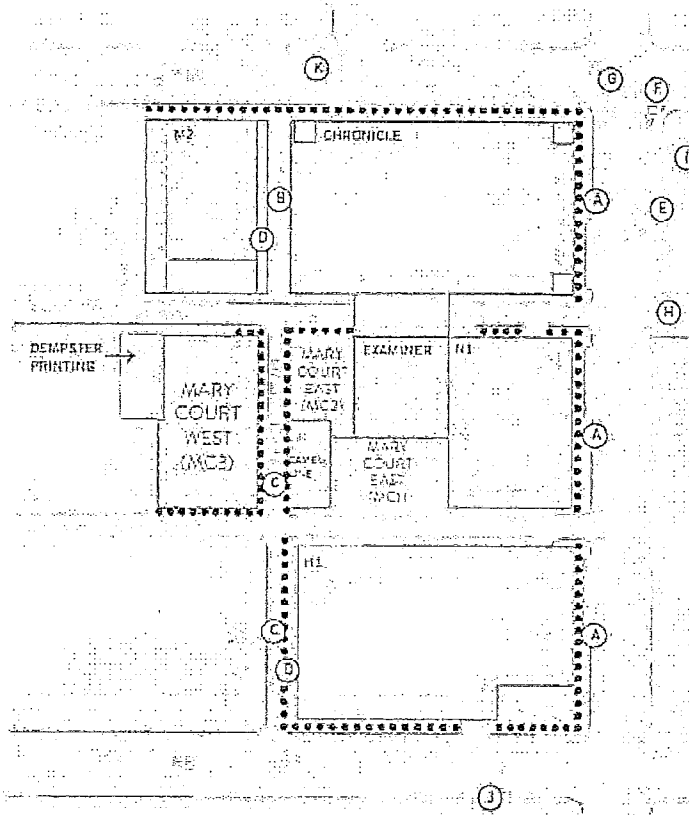 K
G
F
M2
CHRONICLE
B
A
E
D
H
DEMPSTER
PRINTING
MARY
COURT
WEST
(MC3)
MARY
COURT
EAST
(MC2)
EXAMINER
N1
A
MARY
COURT
EAST
(MC1)
C
H1
C
A
D
J